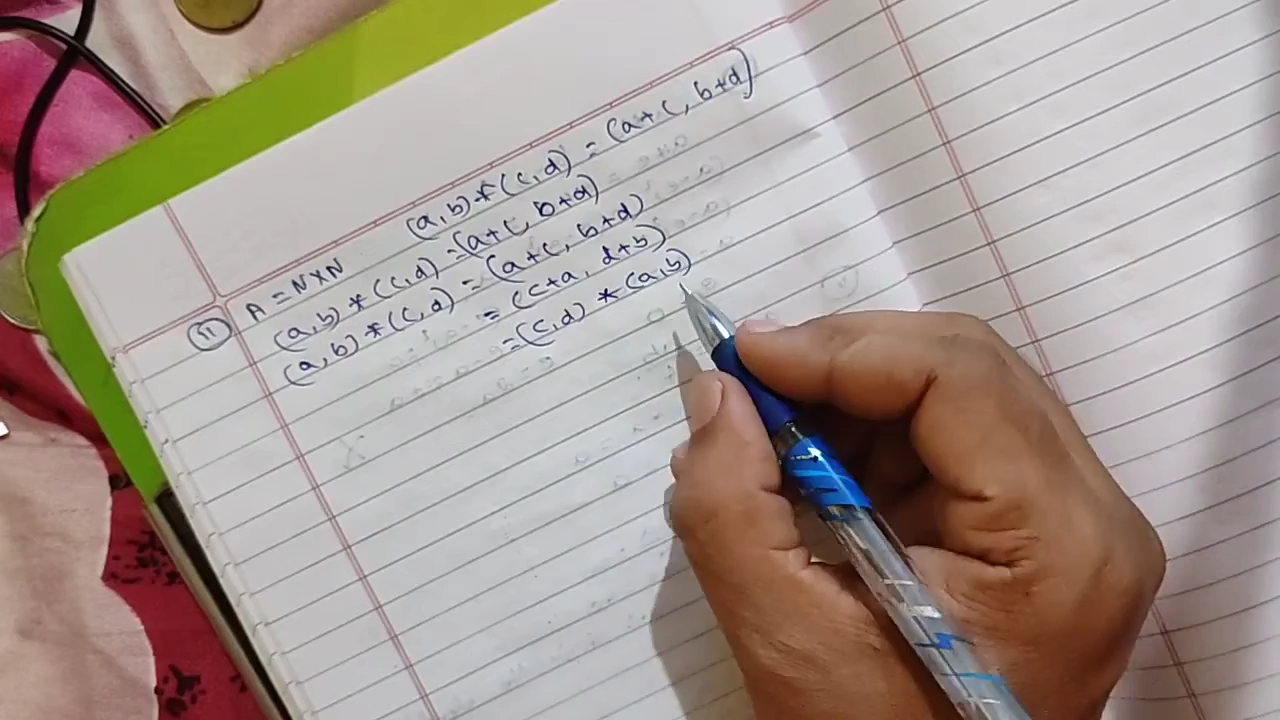 11 A = N×N (a,b)*(c,d) = (a+c, b+d)
(a,b)*(c,d) = (a+c, b+d)
(a,b)*(c,d) = (a+c, b+d)
= (c+a, d+b)
= (c,d) * (a,b)